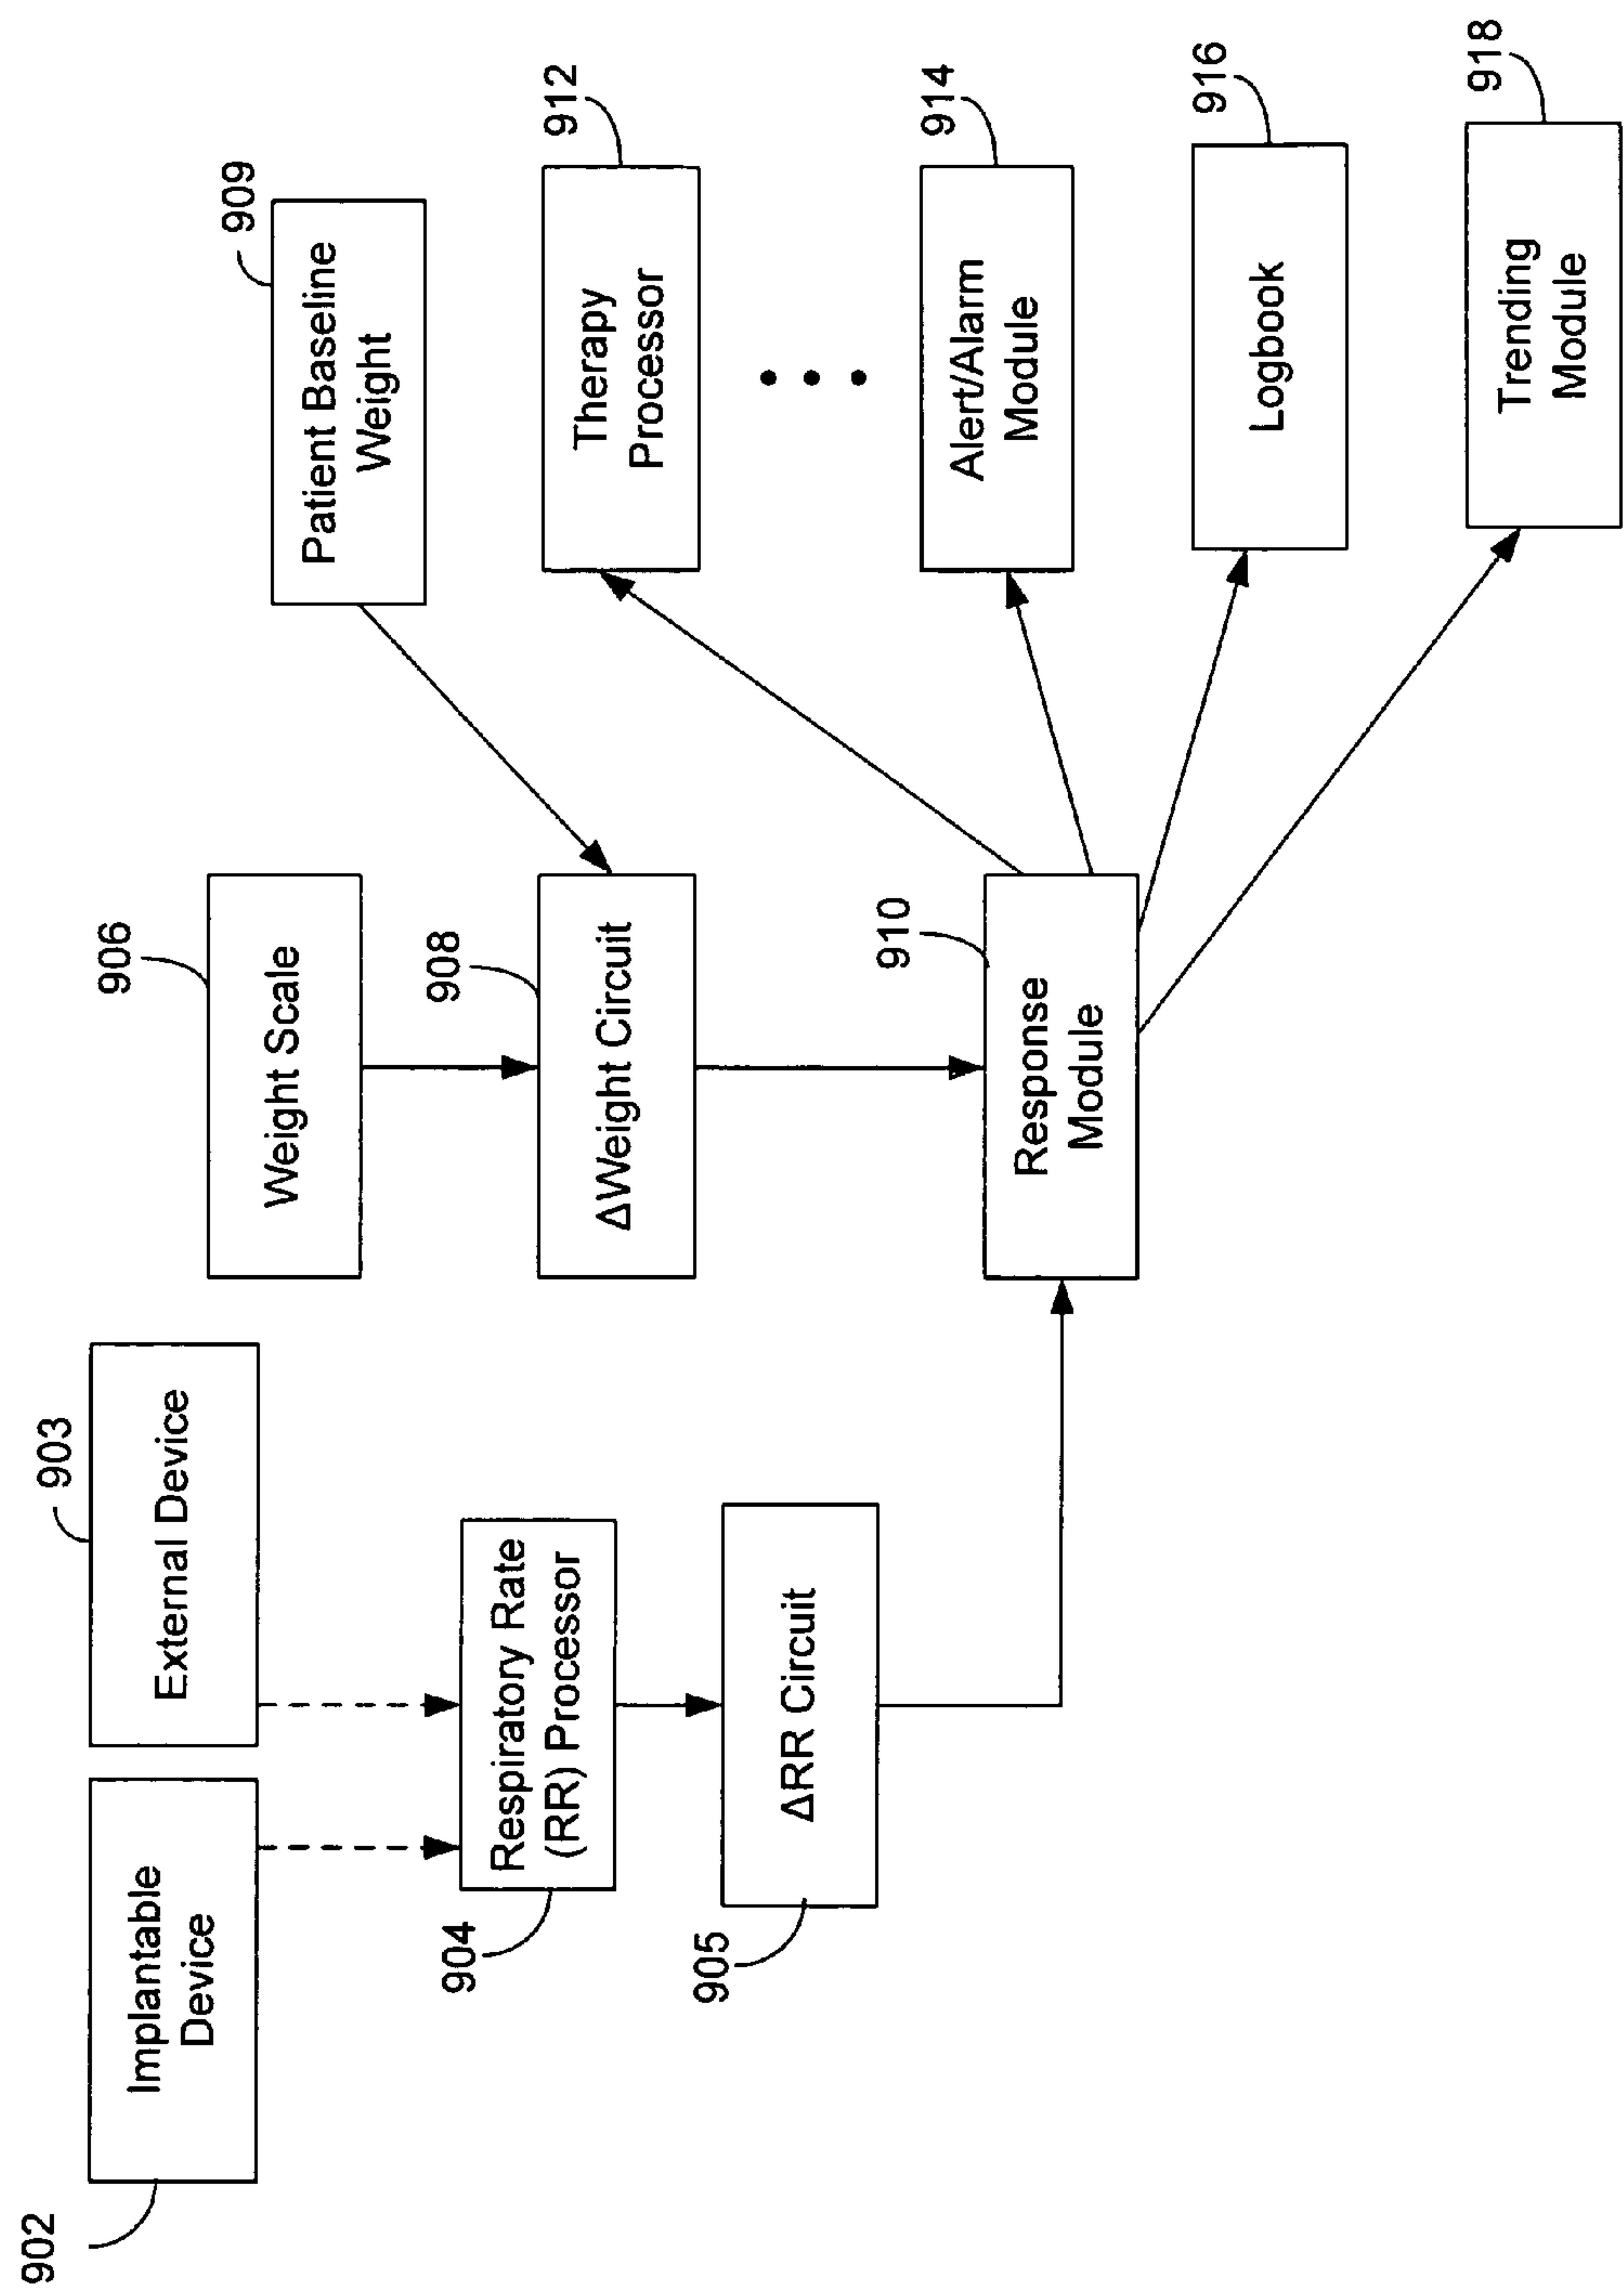 902
Implantable
Device
903
External Device
906
Weight Scale
909
Patient Baseline
Weight
904
Respiratory Rate
(RR) Processor
908
ΔWeight Circuit
912
Therapy
Processor
905
ΔRR Circuit
910
Response
Module
914
Alert/Alarm
Module
916
Logbook
918
Trending
Module